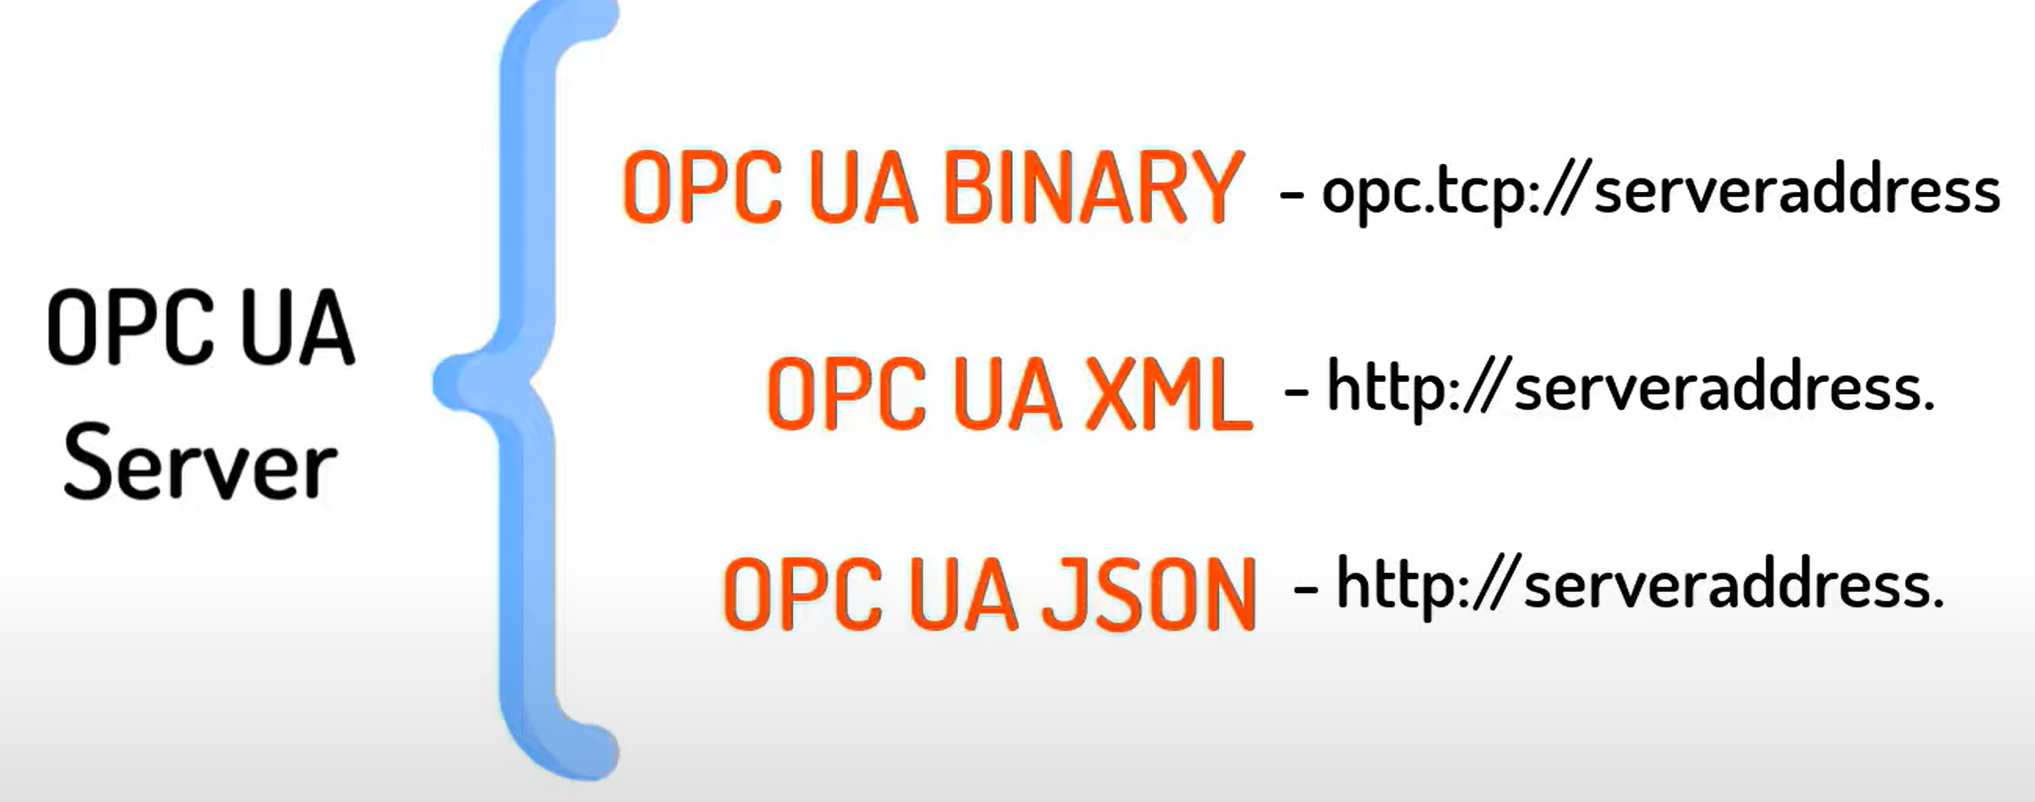 OPC UA
Server
OPC UA BINARY - opc.tcp://serveraddress
OPC UA XML - http://serveraddress.
OPC UA JSON - http://serveraddress.